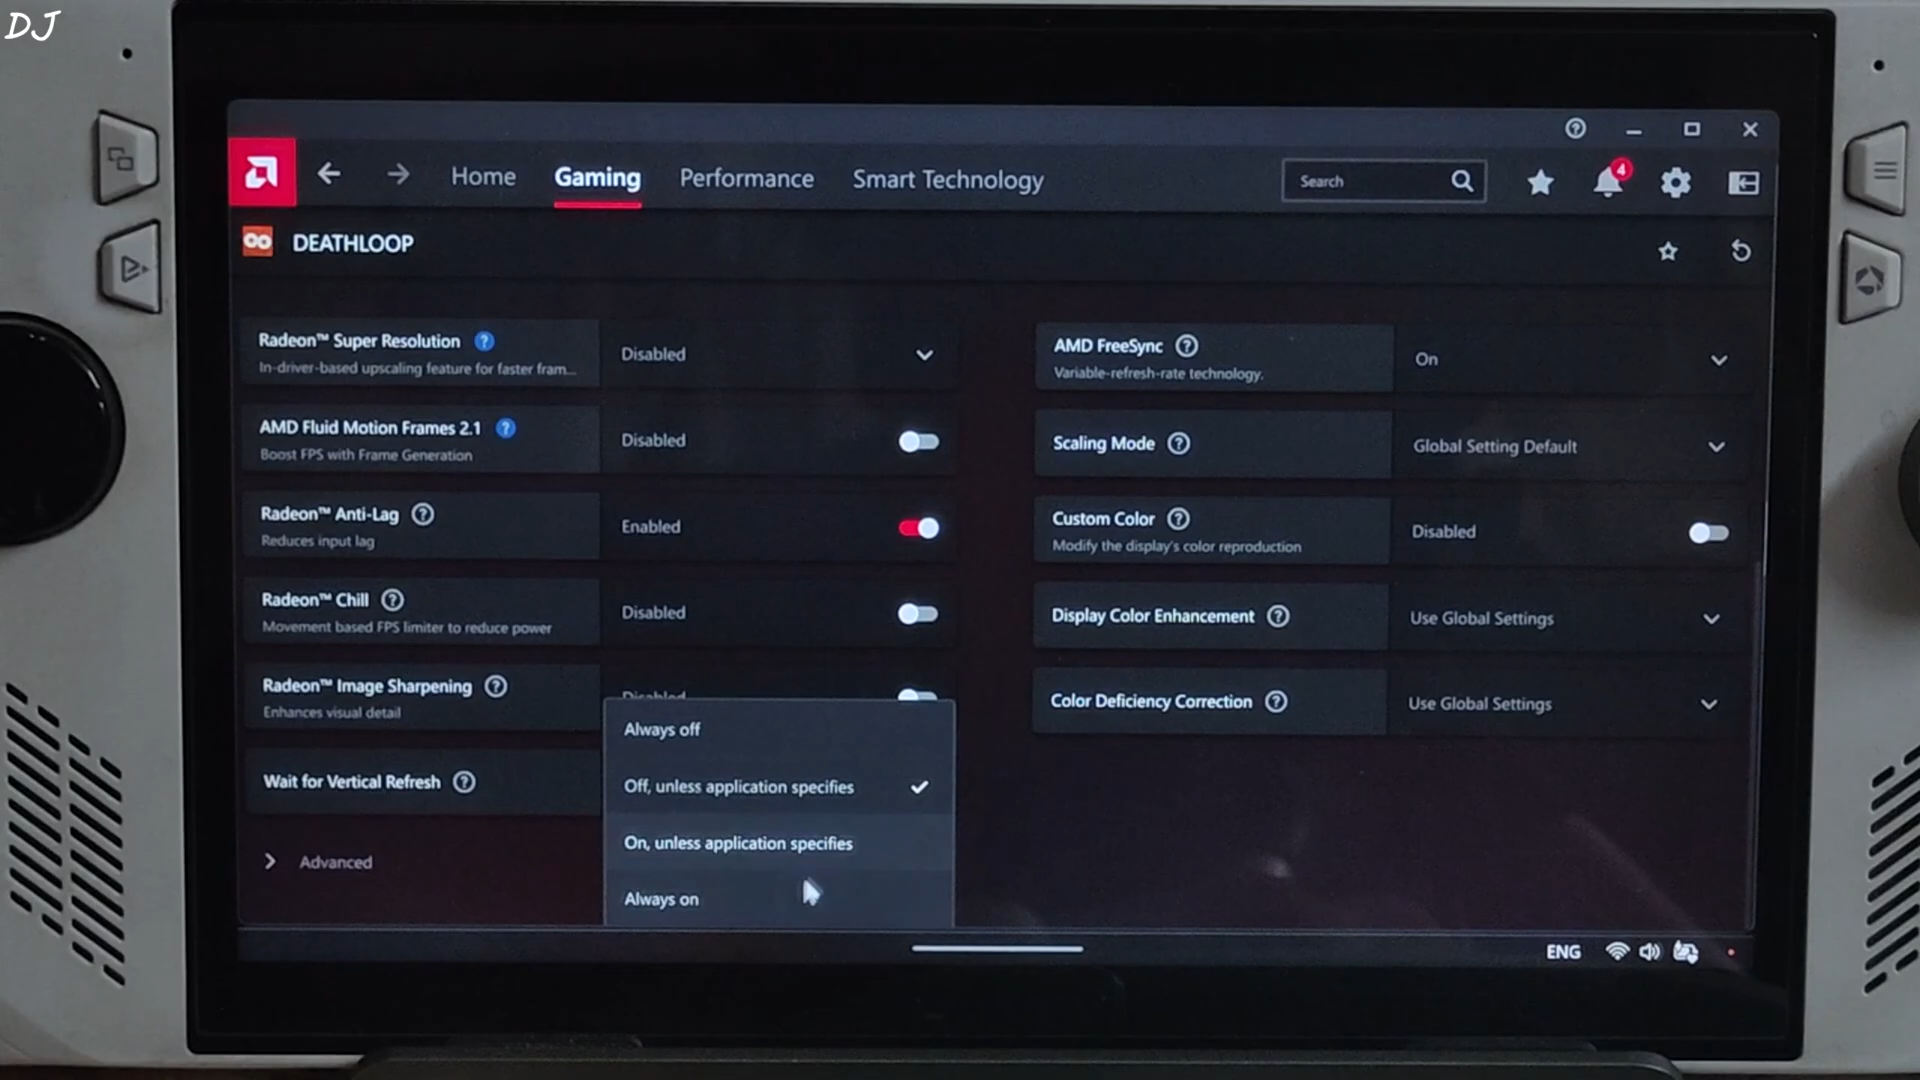 DJ
Home
Gaming
Performance
Smart Technology
Search
4
DEATHLOOP
Radeon™ Super Resolution ?
In-driver-based upscaling feature for faster fram...
Disabled
AMD Fluid Motion Frames 2.1 ?
Boost FPS with Frame Generation
Disabled
Radeon™ Anti-Lag ?
Reduces input lag
Enabled
Radeon™ Chill ?
Movement based FPS limiter to reduce power
Disabled
Radeon™ Image Sharpening ?
Enhances visual detail
Disabled
Wait for Vertical Refresh ?
Always off
Off, unless application specifies
On, unless application specifies
Always on
Advanced
AMD FreeSync ?
Variable-refresh-rate technology.
On
Scaling Mode ?
Global Setting Default
Custom Color ?
Modify the display's color reproduction
Disabled
Display Color Enhancement ?
Use Global Settings
Color Deficiency Correction ?
Use Global Settings
ENG